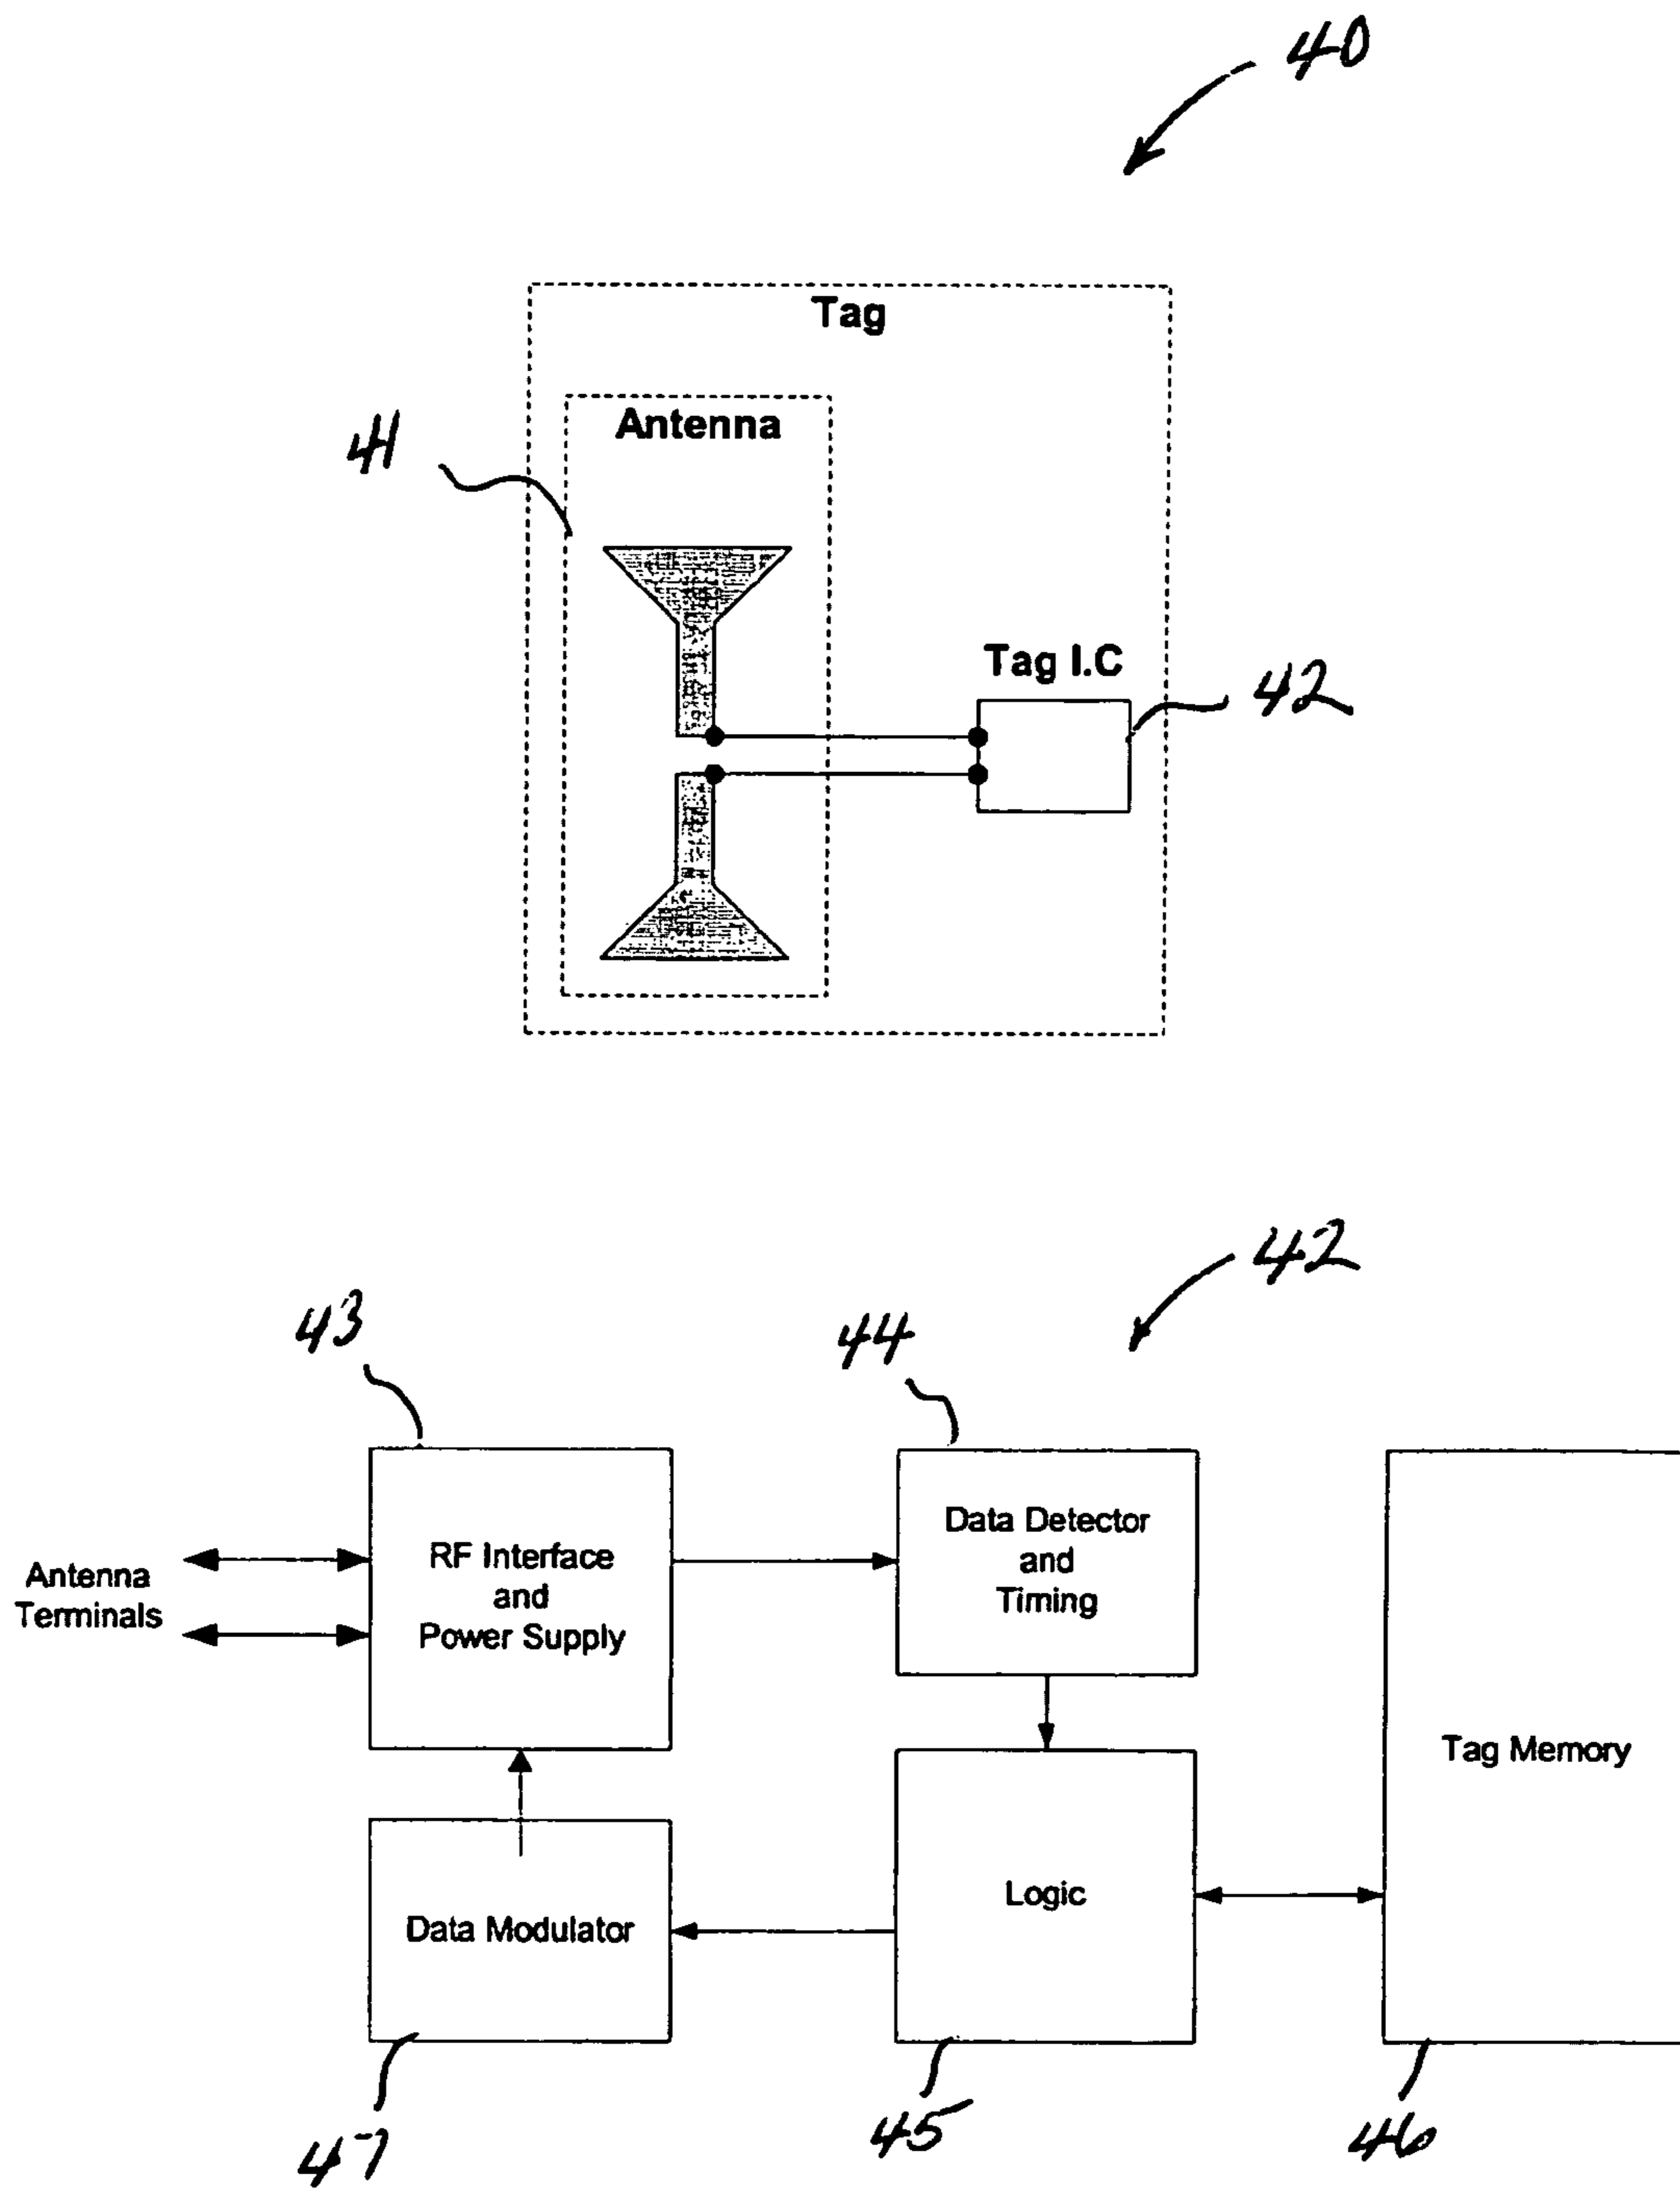 40
Tag
Antenna
41
Tag I.C
42
42
43
44
Antenna
Terminals
RF Interface
and
Power Supply
Data Detector
and
Timing
Tag Memory
Logic
Data Modulator
47
45
46